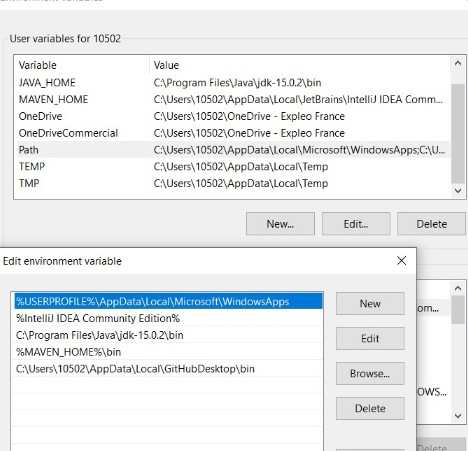 User variables for 10502
Variable Value
JAVA_HOME C:\Program Files\Java\jdk-15.0.2\bin
MAVEN_HOME C:\Users\10502\AppData\Local\JetBrains\IntelliJ IDEA Comm...
OneDrive C:\Users\10502\OneDrive - Expleo France
OneDriveCommercial C:\Users\10502\OneDrive - Expleo France
Path C:\Users\10502\AppData\Local\Microsoft\WindowsApps;C:\U...
TEMP C:\Users\10502\AppData\Local\Temp
TMP C:\Users\10502\AppData\Local\Temp
New... Edit... Delete
Edit environment variable
%USERPROFILE%\AppData\Local\Microsoft\WindowsApps
%IntelliJ IDEA Community Edition%
C:\Program Files\Java\jdk-15.0.2\bin
%MAVEN_HOME%\bin
C:\Users\10502\AppData\Local\GitHubDesktop\bin
New
Edit
Browse...
Delete
om...
OWS...
Delete